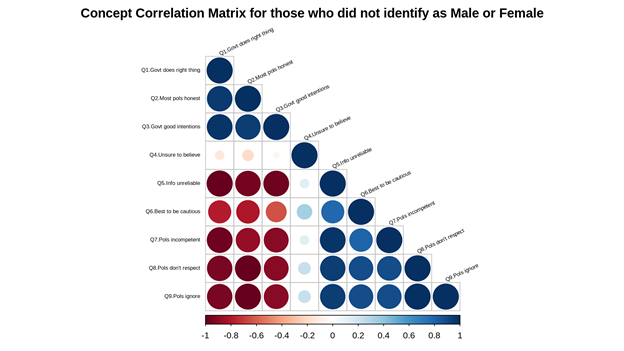 Concept Correlation Matrix for those who did not identify as Male or Female
Q1.Govt does right thing
Q2.Most pols honest
Q3.Govt good intentions
Q4.Unsure to believe
Q5.Info unreliable
Q6.Best to be cautious
Q7.Pols incompetent
Q8.Pols don't respect
Q9.Pols ignore
Q1.Govt does right thing
Q2.Most pols honest
Q3.Govt good intentions
Q4.Unsure to believe
Q5.Info unreliable
Q6.Best to be cautious
Q7.Pols incompetent
Q8.Pols don't respect
Q9.Pols ignore
-1 -0.8 -0.6 -0.4 -0.2 0 0.2 0.4 0.6 0.8 1